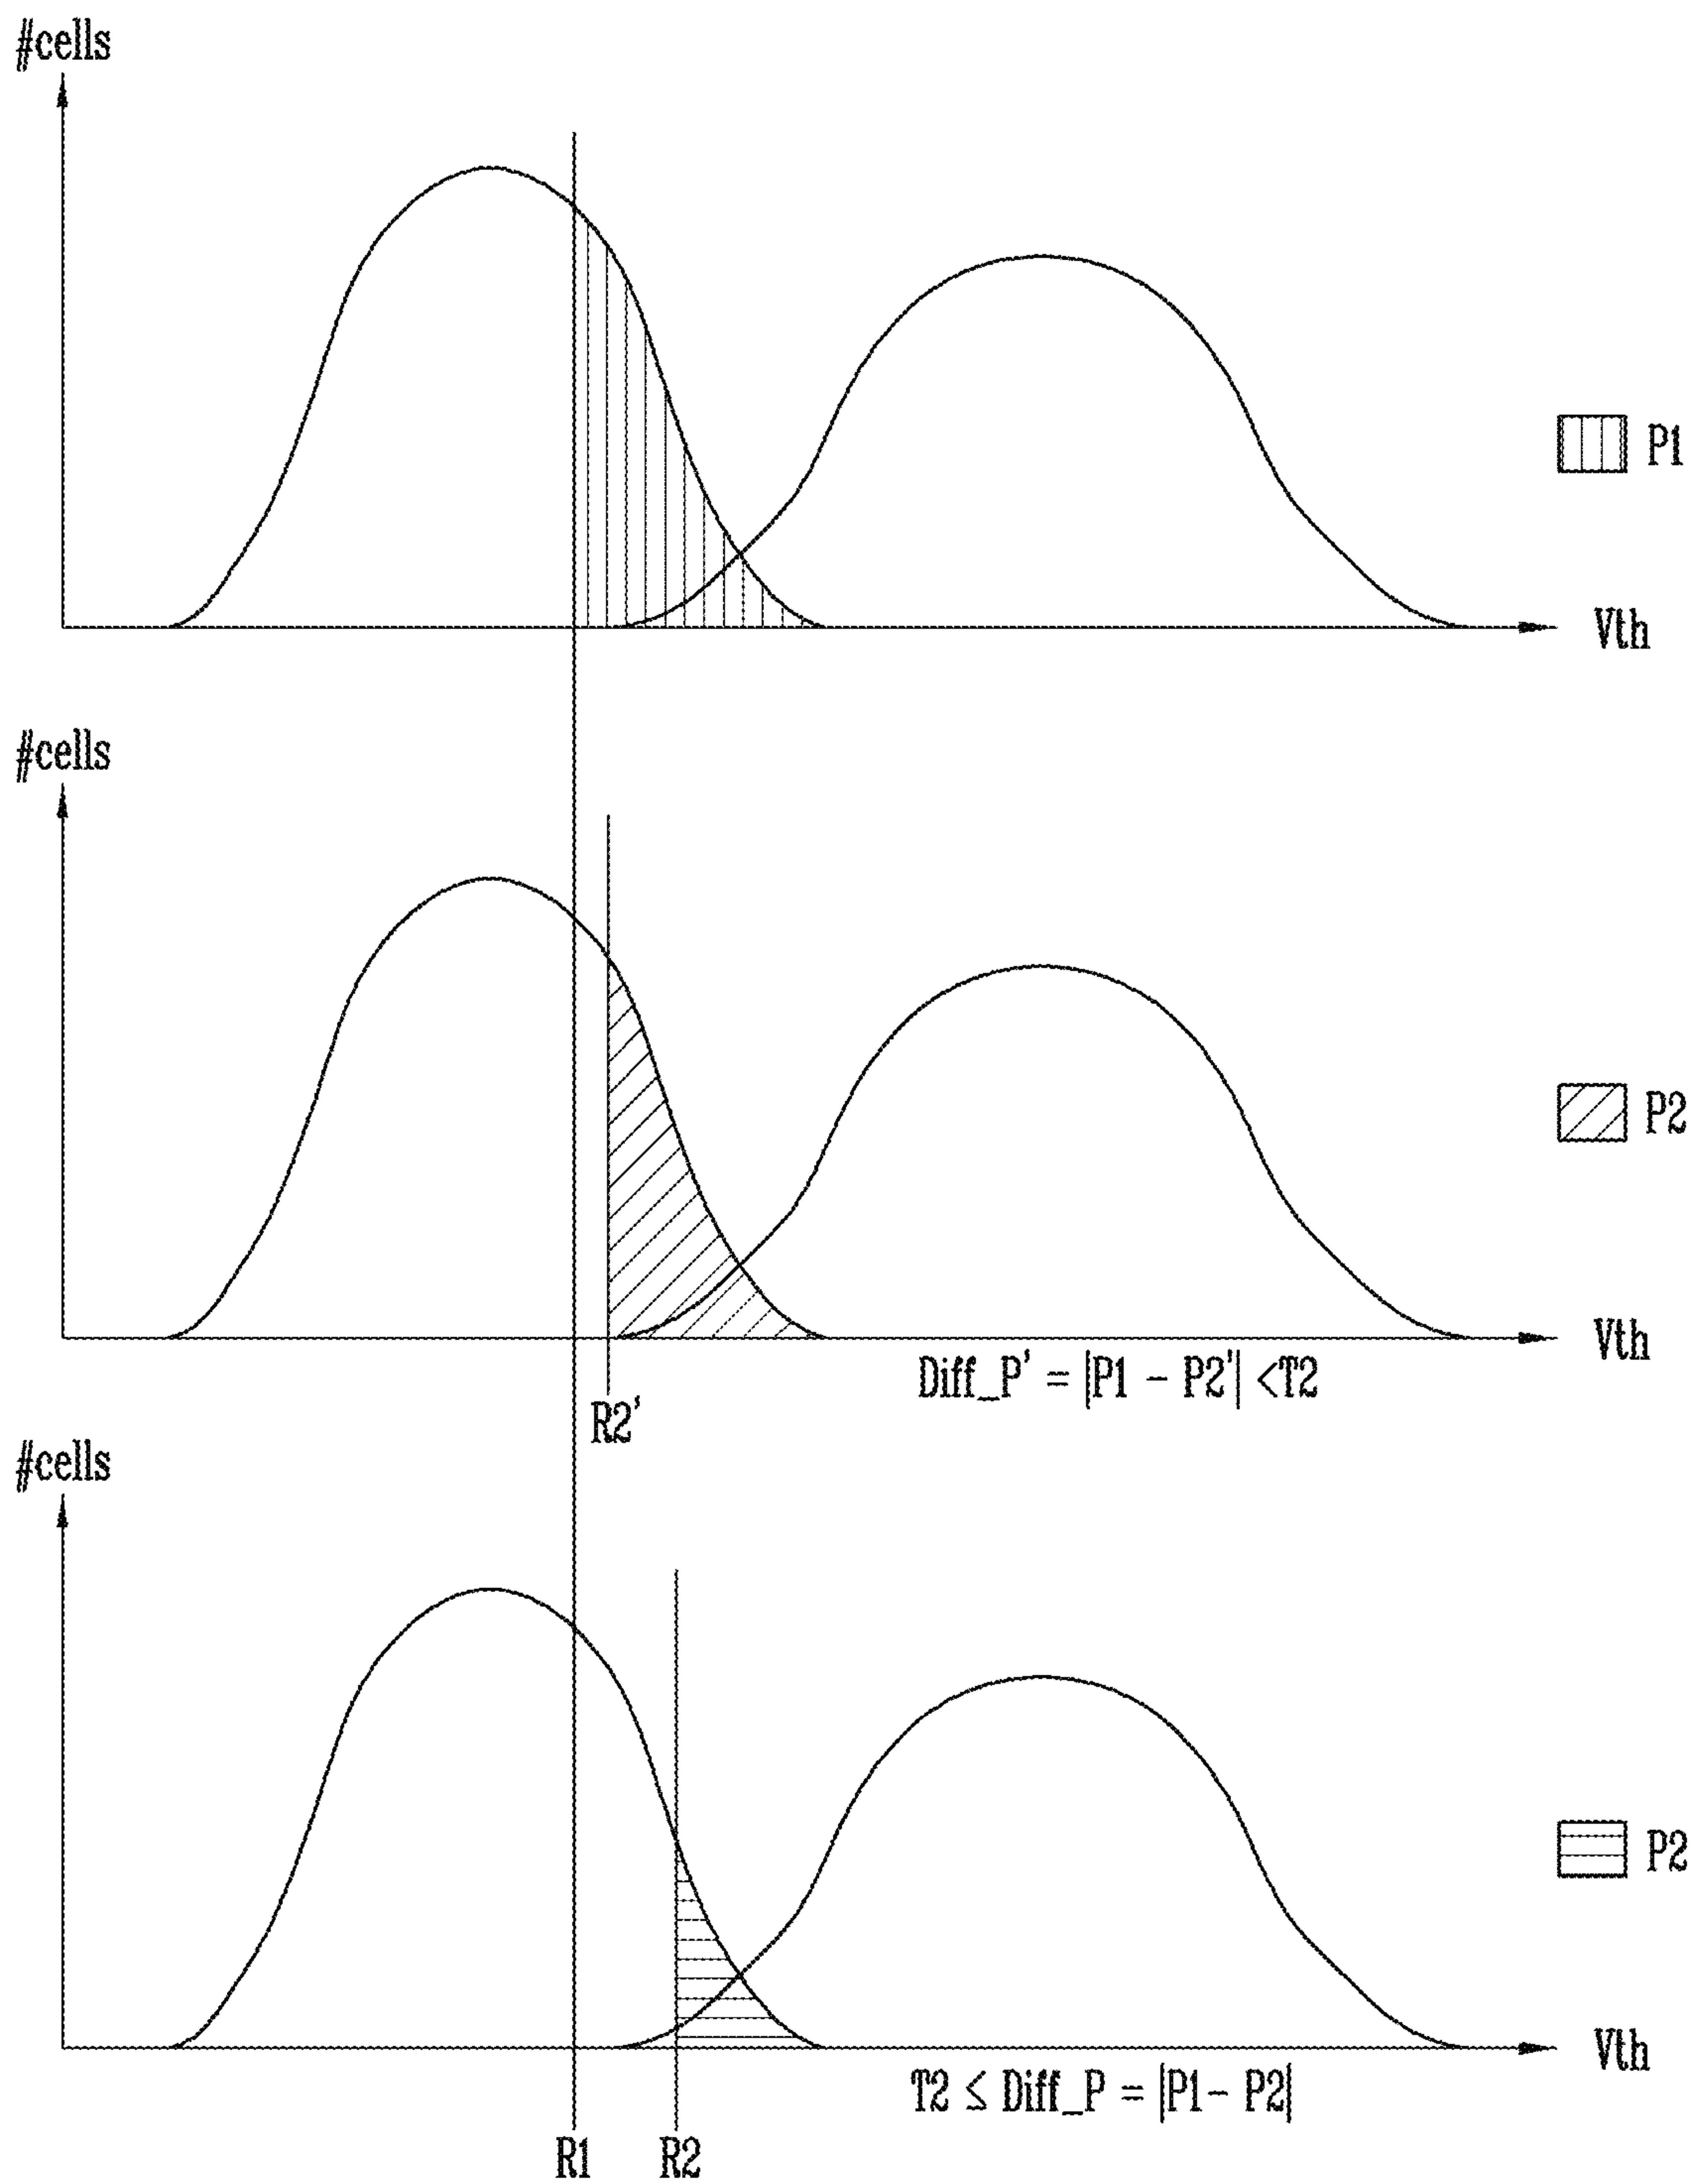 #cells
P1
Vth
#cells
P2
Vth
Diff_P' = |P1 - P2'| <T2
R2'
#cells
P2
Vth
T2 ≤ Diff_P = |P1- P2|
R1 R2